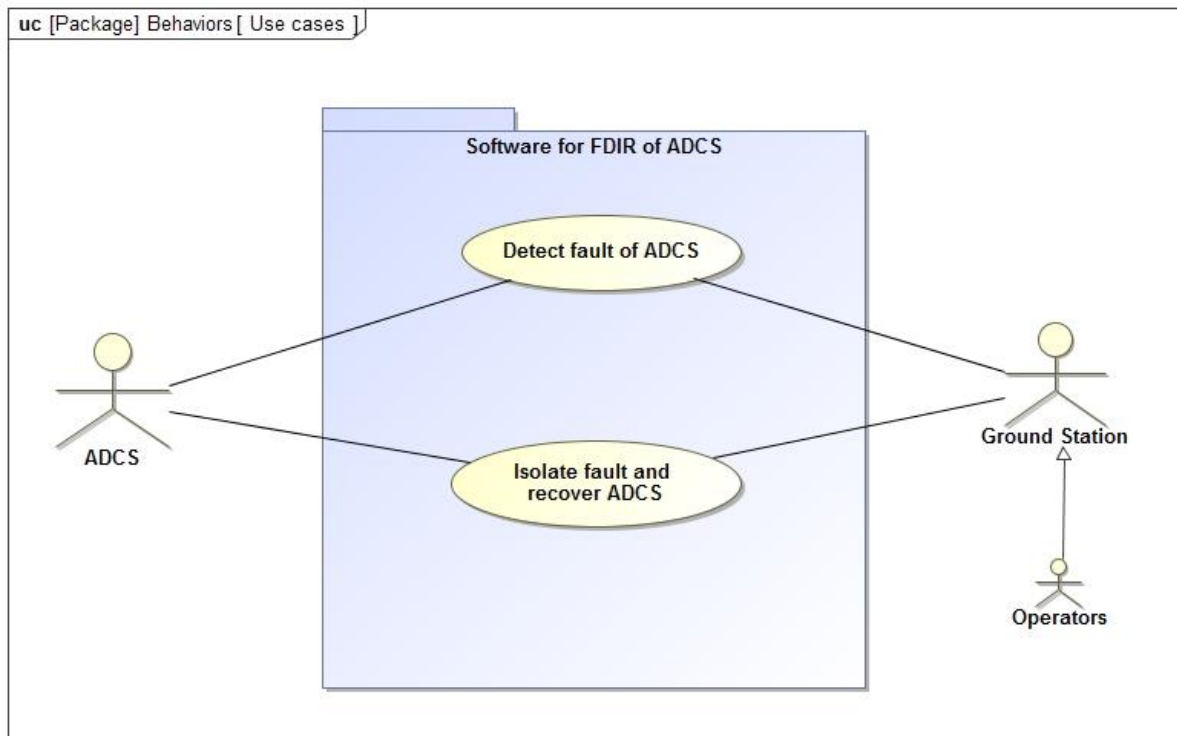 uc [Package] Behaviors [ Use cases ]
Software for FDIR of ADCS
Detect fault of ADCS
ADCS
Ground Station
Isolate fault and
recover ADCS
Operators